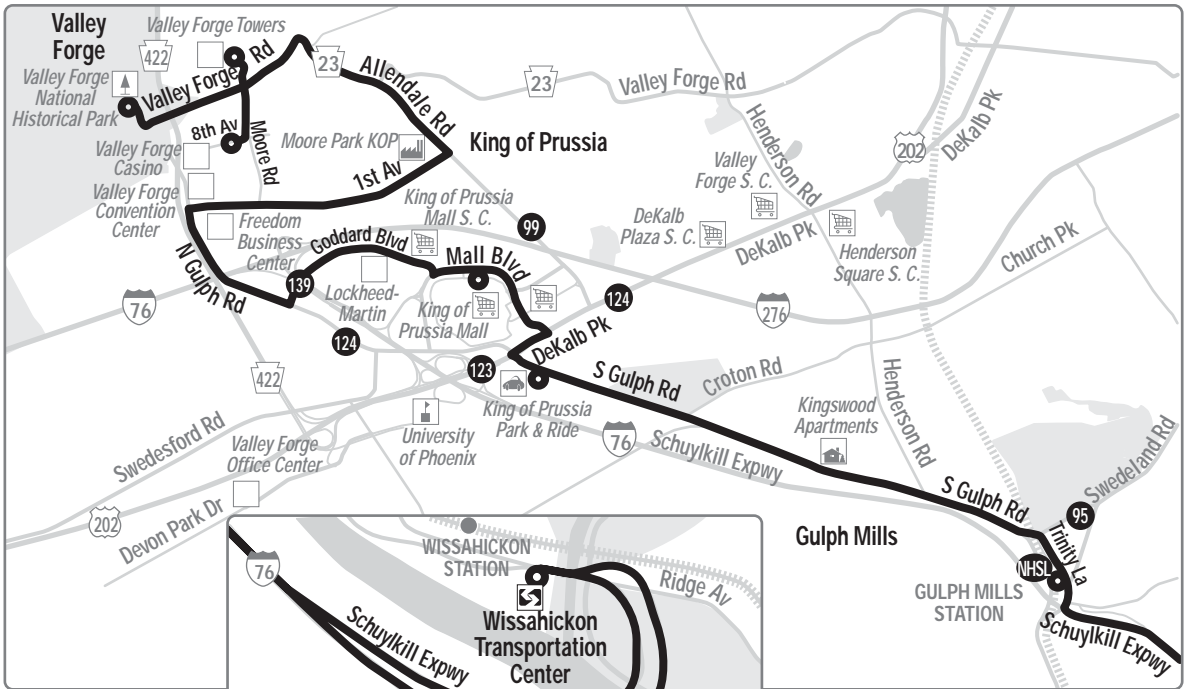 Valley
Forge
422
Valley Forge Towers
23
Valley Forge
National
Historical Park
Valley Forge Rd
Allendale Rd
23
Valley Forge Rd
8th Av
Moore Rd
Moore Park KOP
King of Prussia
Henderson Rd
202
DeKalb Pk
Valley Forge
Casino
Valley Forge
Convention
Center
1st Av
King of Prussia
Mall S. C.
99
Valley
Forge S. C.
DeKalb
Plaza S. C.
DeKalb Pk
Henderson
Square S. C.
Church Pk
Freedom
Business
Center
Goddard Blvd
Mall Blvd
N Gulph Rd
139
Lockheed-
Martin
King of
Prussia Mall
124
76
276
124
DeKalb Pk
123
422
King of Prussia
Park & Ride
S Gulph Rd
Croton Rd
Henderson Rd
Kingswood
Apartments
University
of Phoenix
76
Schuylkill Expwy
Swedesford Rd
Valley Forge
Office Center
202
Devon Park Dr
S Gulph Rd
95
Swedeland Rd
Gulph Mills
Trinity La
NHSL
GULPH MILLS
STATION
Schuylkill Expwy
76
WISSAHICKON
STATION
Ridge Av
Wissahickon
Transportation
Center
Schuylkill Expwy